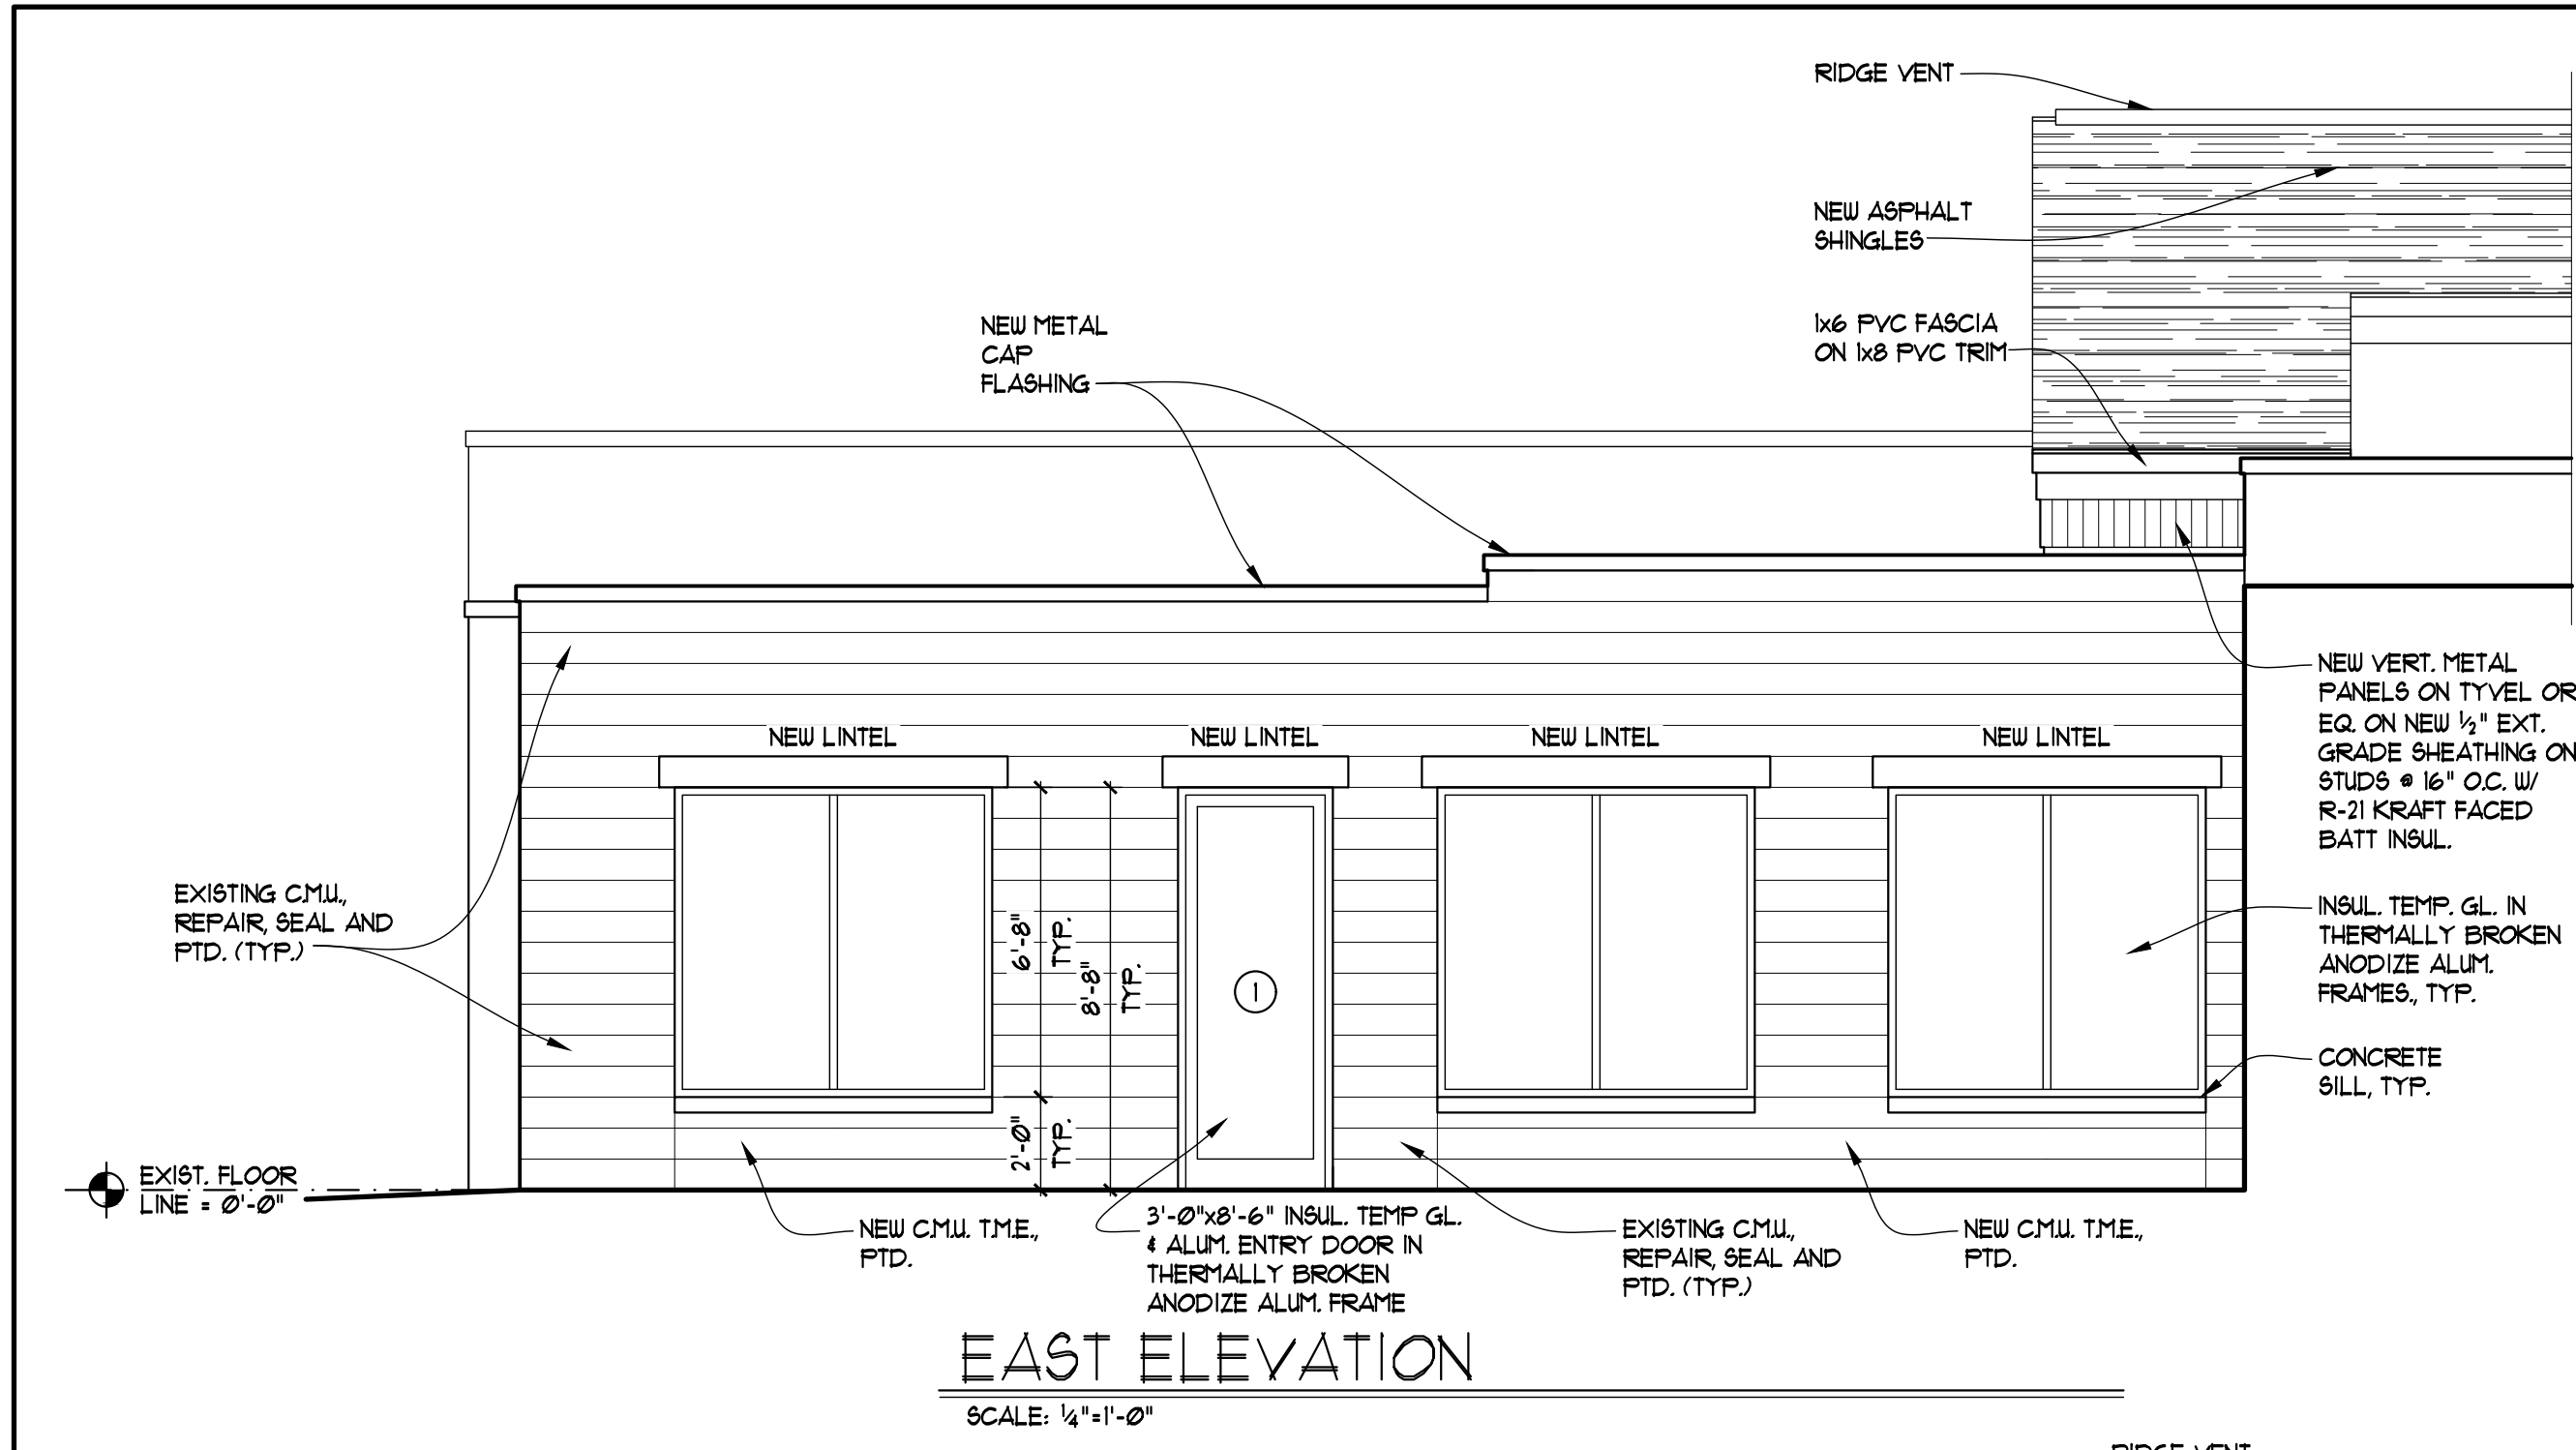 RIDGE VENT
NEW ASPHALT
SHINGLES
1x6 PVC FASCIA
ON 1x8 PVC TRIM
NEW METAL
CAP
FLASHING
NEW VERT. METAL
PANELS ON TYVEL OR
EQ. ON NEW ½" EXT.
GRADE SHEATHING ON
STUDS @ 16" O.C. W/
R-21 KRAFT FACED
BATT INSUL.
NEW LINTEL
NEW LINTEL
NEW LINTEL
NEW LINTEL
EXISTING C.M.U.,
REPAIR, SEAL AND
PTD. (TYP.)
6'-8"
TYP.
8'-8"
TYP.
2'-0"
TYP.
1
INSUL. TEMP. GL. IN
THERMALLY BROKEN
ANODIZE ALUM.
FRAMES., TYP.
CONCRETE
SILL, TYP.
EXIST. FLOOR
LINE = 0'-0"
NEW C.M.U. T.M.E.,
PTD.
3'-0"x8'-6" INSUL. TEMP GL.
& ALUM. ENTRY DOOR IN
THERMALLY BROKEN
ANODIZE ALUM. FRAME
EXISTING C.M.U.,
REPAIR, SEAL AND
PTD. (TYP.)
NEW C.M.U. T.M.E.,
PTD.
EAST ELEVATION
SCALE: ¼"=1'-0"
RIDGE VENT